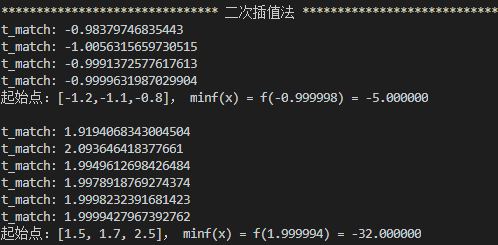 ******************************* 二次插值法 ****************************
t_match: -0.98379746835443
t_match: -1.0056315659730515
t_match: -0.9991372577617613
t_match: -0.9999631987029904
起始点：[-1.2,-1.1,-0.8], minf(x) = f(-0.999998) = -5.000000
t_match: 1.9194068343004504
t_match: 2.093646418377661
t_match: 1.9949612698426484
t_match: 1.9978918769274374
t_match: 1.9998232391681423
t_match: 1.9999427967392762
起始点：[1.5, 1.7, 2.5], minf(x) = f(1.999994) = -32.000000